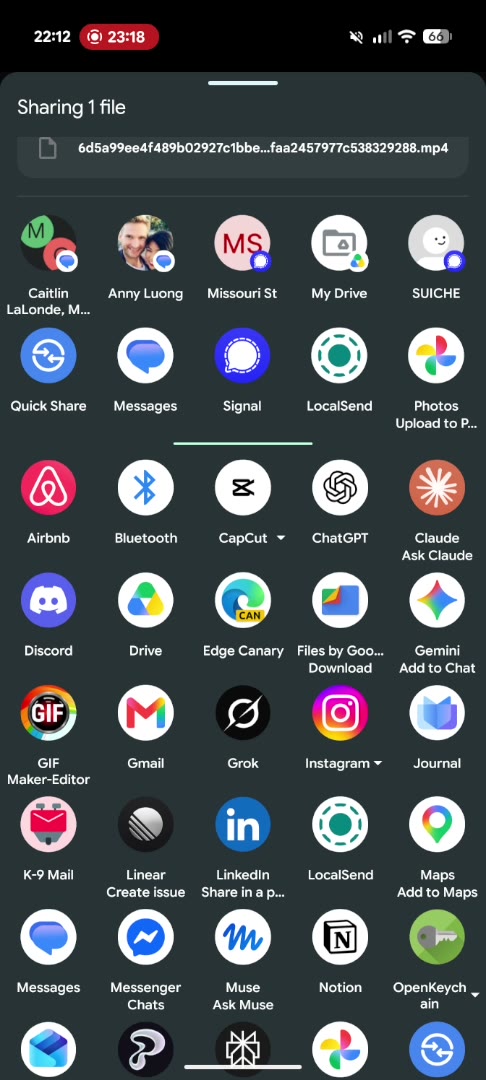 22:12 23:18 66
Sharing 1 file
6d5a99ee4f489b02927c1bbe...faa2457977c538329288.mp4
M MS
Caitlin Anny Luong Missouri St My Drive SUICHE
LaLonde, M...
Quick Share Messages Signal LocalSend Photos
Upload to P...
Airbnb Bluetooth CapCut ChatGPT Claude
Ask Claude
CAN
Discord Drive Edge Canary Files by Goo... Gemini
Download Add to Chat
GIF
GIF Gmail Grok Instagram Journal
Maker-Editor
in
K-9 Mail Linear LinkedIn LocalSend Maps
Create issue Share in a p... Add to Maps
N
Messages Messenger Muse Notion OpenKeych
Chats Ask Muse ain